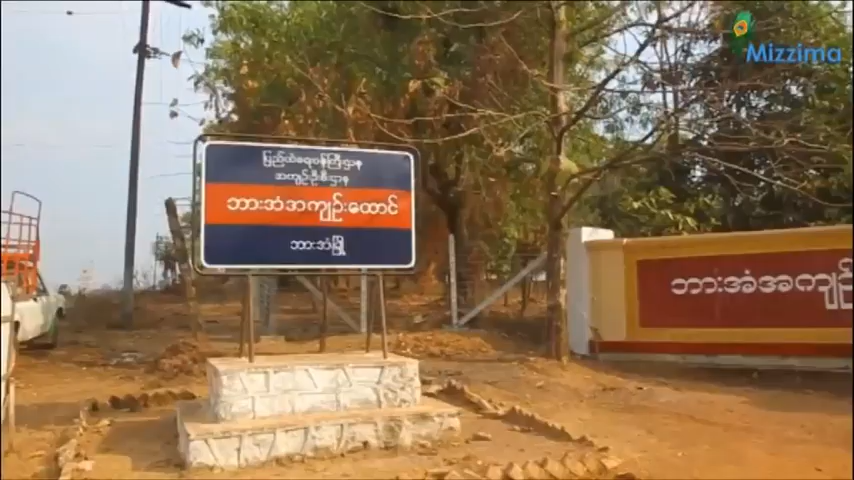 Mizzima
ပြည်ထဲရေးဝန်ကြီးဌာန
အကျဉ်းဦးစီးဌာန
ဘားအံအကျဉ်းထောင်
ဘားအံမြို့
ဘားအံအကျဉ်